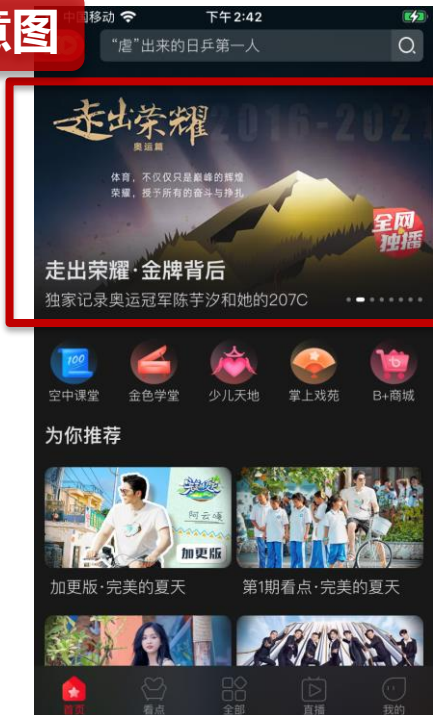 意图
中国移动
下午2:42
“虐”出来的日乒第一人
走出荣耀
奥运篇
2016-2021
体育，不仅仅只是巅峰的辉煌
荣耀，授予所有的奋斗与挣扎
全网
独播
走出荣耀·金牌背后
独家记录奥运冠军陈芋汐和她的207C
100
空中课堂
金色学堂
少儿天地
掌上戏苑
B+商城
为你推荐
阿云嘎
加更版
加更版·完美的夏天
第1期看点·完美的夏天
首页
看点
全部
直播
我的